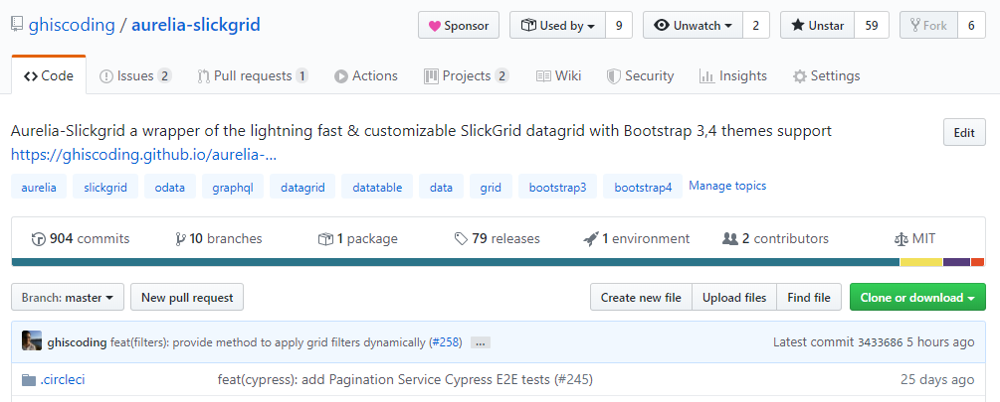 ghiscoding / aurelia-slickgrid Sponsor Used by 9 Unwatch 2 Unstar 59 Fork 6
Code Issues 2 Pull requests 1 Actions Projects 2 Wiki Security Insights Settings
Aurelia-Slickgrid a wrapper of the lightning fast & customizable SlickGrid datagrid with Bootstrap 3,4 themes support Edit
https://ghiscoding.github.io/aurelia-...
aurelia slickgrid odata graphql datagrid datatable data grid bootstrap3 bootstrap4 Manage topics
904 commits 10 branches 1 package 79 releases 1 environment 2 contributors MIT
Branch: master New pull request Create new file Upload files Find file Clone or download
ghiscoding feat(filters): provide method to apply grid filters dynamically (#258) ... Latest commit 3433686 5 hours ago
.circleci feat(cypress): add Pagination Service Cypress E2E tests (#245) 25 days ago